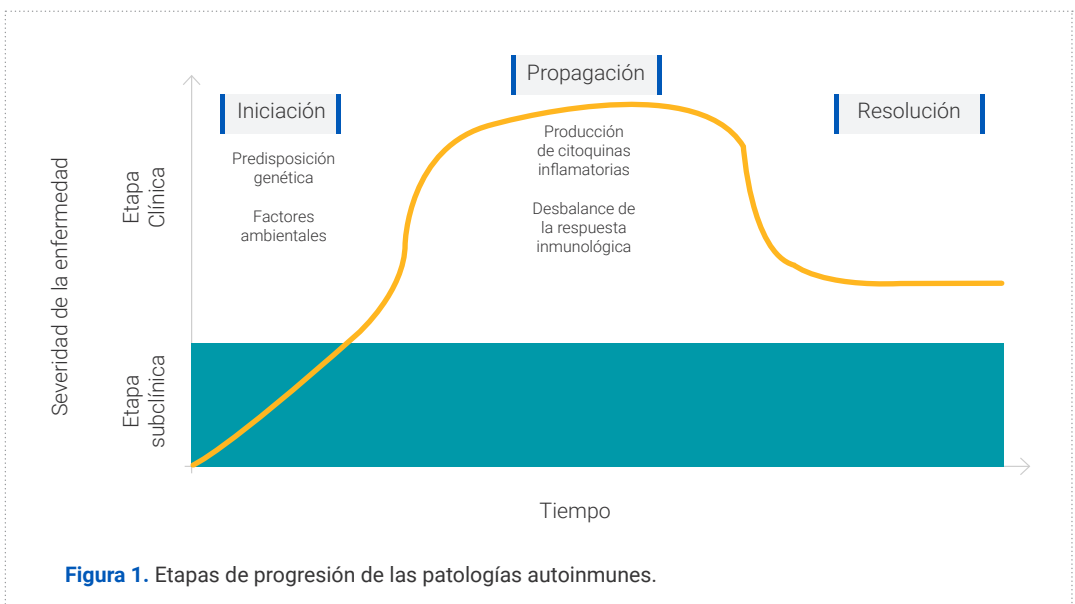 Propagación
Iniciación
Resolución
Predisposición
genética
Factores
ambientales
Producción
de citoquinas
inflamatorias
Desbalance de
la respuesta
inmunológica
Severidad de la enfermedad
Etapa
Clínica
Etapa
subclínica
Tiempo
Figura 1. Etapas de progresión de las patologías autoinmunes.